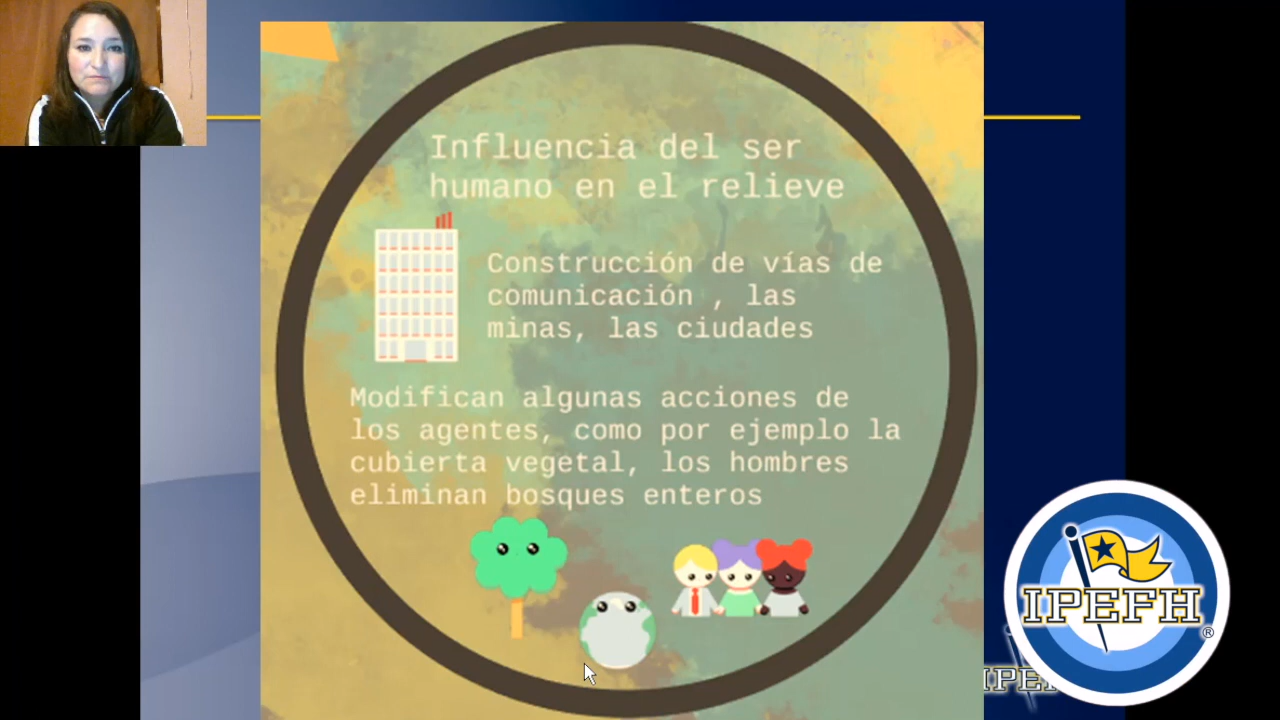 Influencia del ser
humano en el relieve
Construcción de vías de
comunicación , las
minas, las ciudades
Modifican algunas acciones de
los agentes, como por ejemplo la
cubierta vegetal, los hombres
eliminan bosques enteros
IPEFH
®